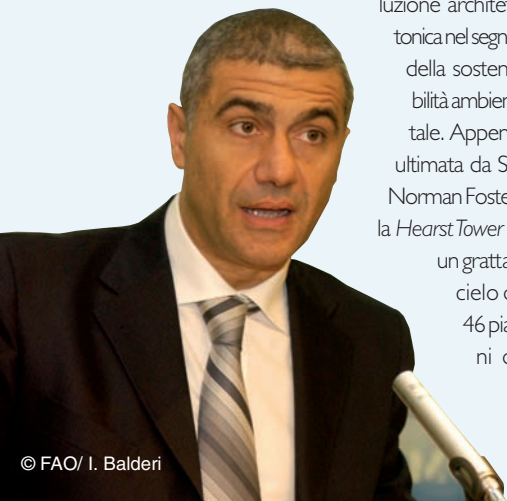 luzione architet
tonica nel segn
della sosten
bilità ambien
tale. Appen
ultimata da S
Norman Foste
la Hearst Tower
un gratta
cielo d
46 pia
ni d
© FAO/ I. Balderi